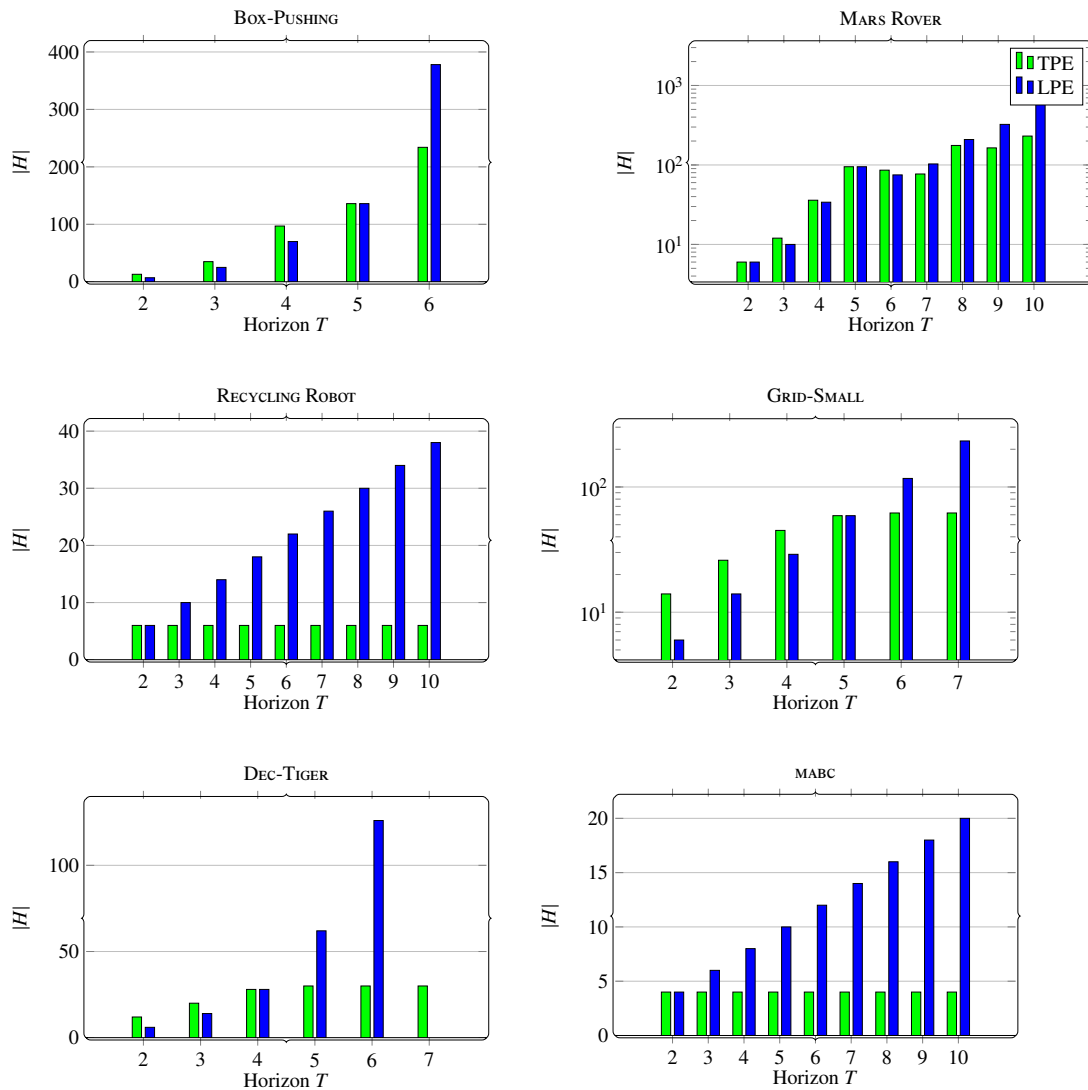 BOX-PUSHING
400
300
200
100
0
|H|
2 3 4 5 6
Horizon T
MARS ROVER
TPE
LPE
10³
10²
10¹
|H|
2 3 4 5 6 7 8 9 10
Horizon T
RECYCLING ROBOT
40
30
20
10
0
|H|
2 3 4 5 6 7 8 9 10
Horizon T
GRID-SMALL
10²
10¹
|H|
2 3 4 5 6 7
Horizon T
DEC-TIGER
100
50
0
|H|
2 3 4 5 6 7
Horizon T
MABC
20
15
10
5
0
|H|
2 3 4 5 6 7 8 9 10
Horizon T